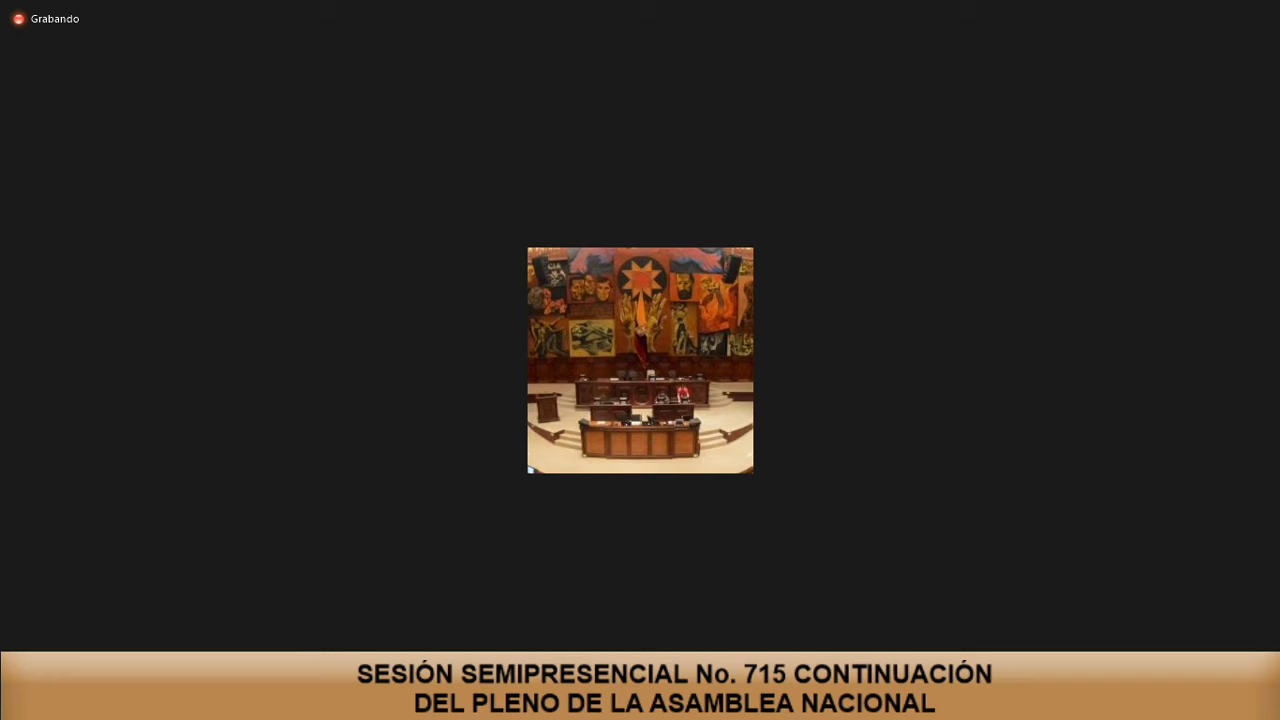 Grabando
SESIÓN SEMIPRESENCIAL No. 715 CONTINUACIÓN
DEL PLENO DE LA ASAMBLEA NACIONAL